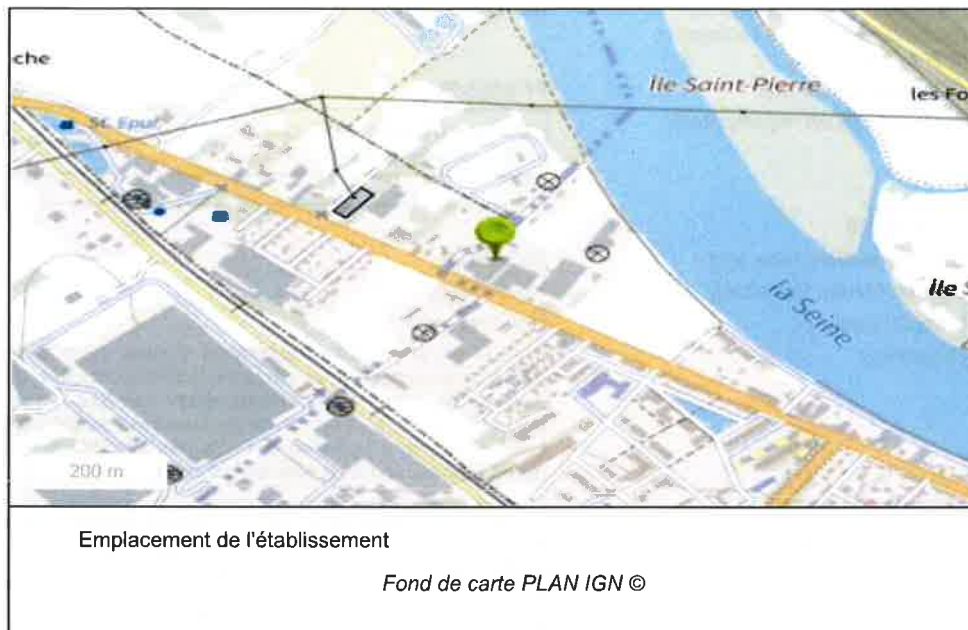 che
St. Epur
Île Saint-Pierre
les Fo
la Seine
île S
200 m
Emplacement de l'établissement
Fond de carte PLAN IGN ©